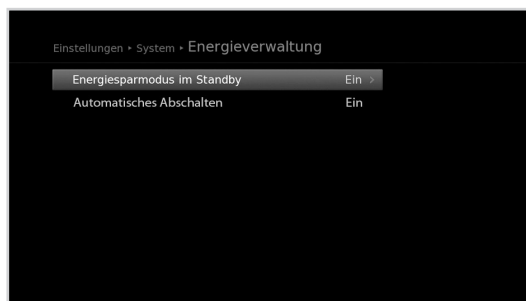 Einstellungen ▸ System ▸ Energieverwaltung
Energiesparmodus im Standby Ein >
Automatisches Abschalten Ein